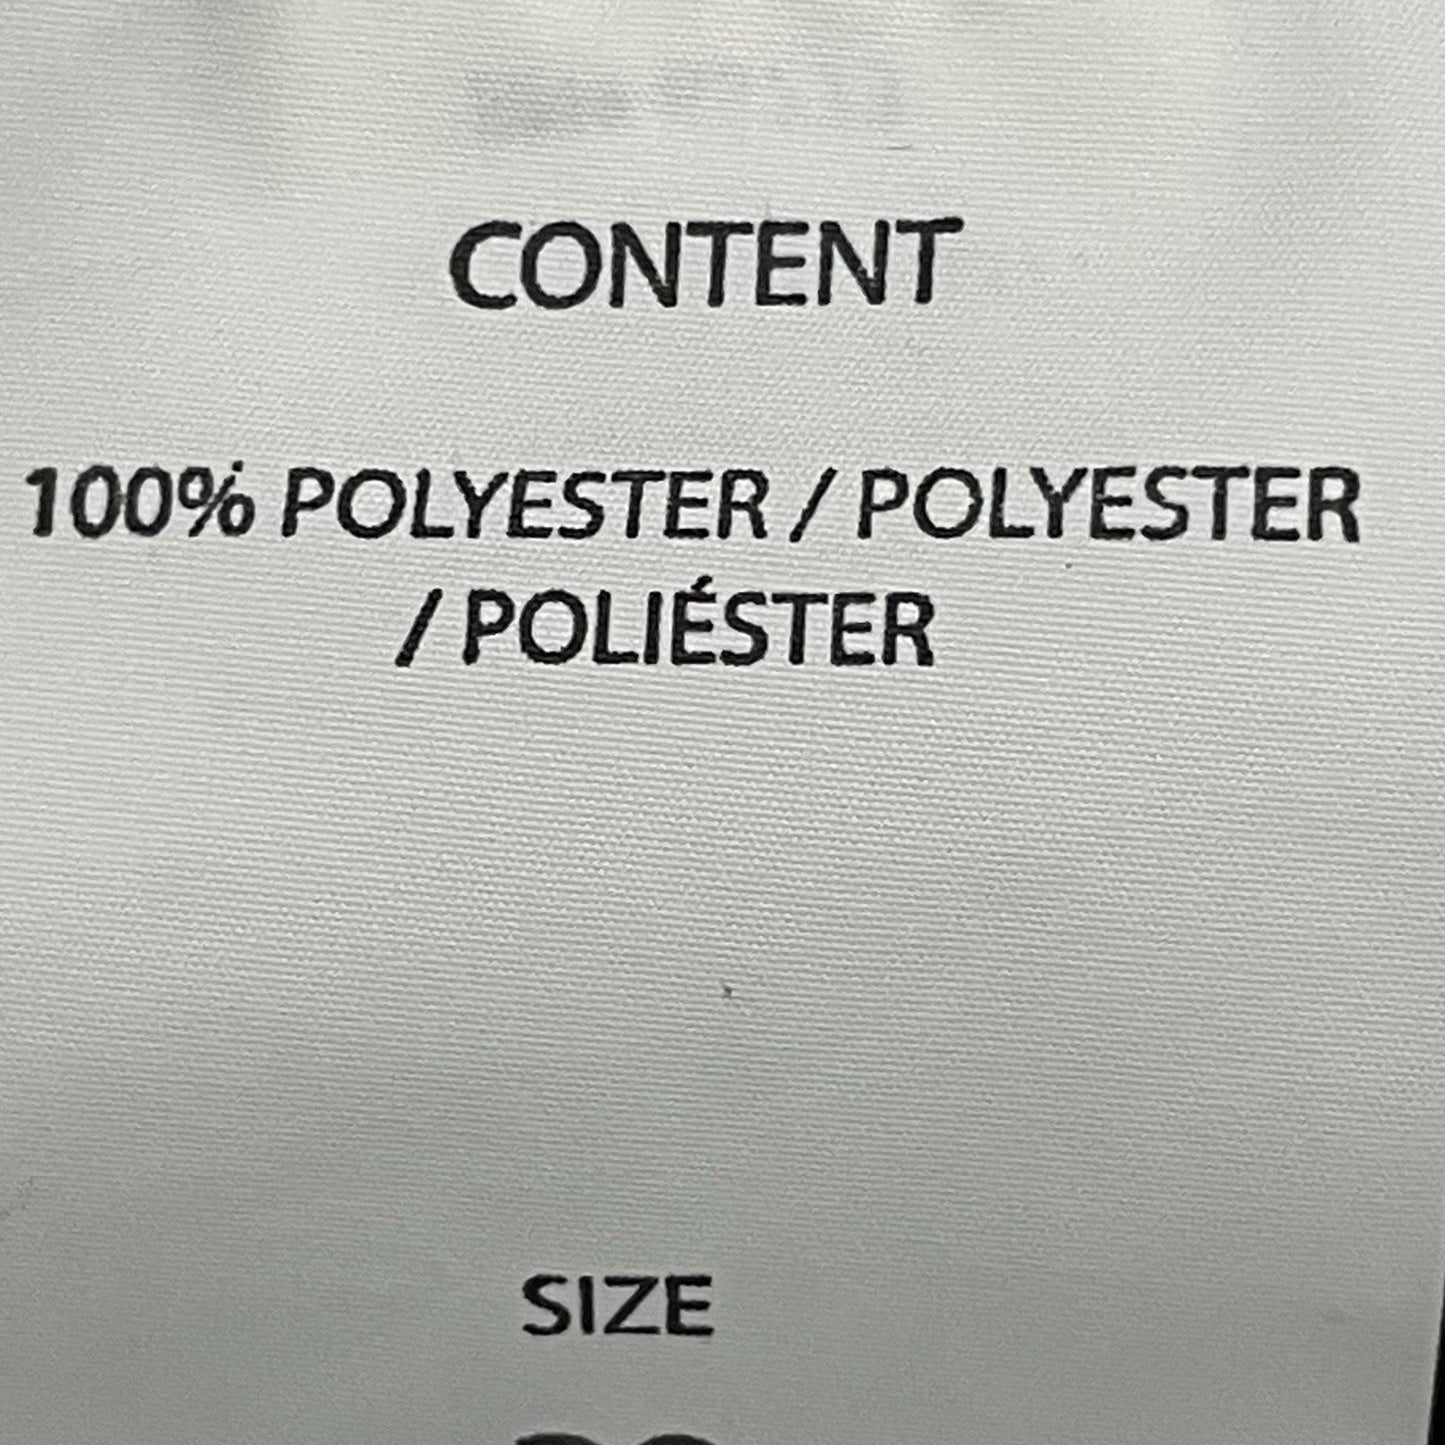 CONTENT
100% POLYESTER / POLYESTER
/ POLIÉSTER
SIZE